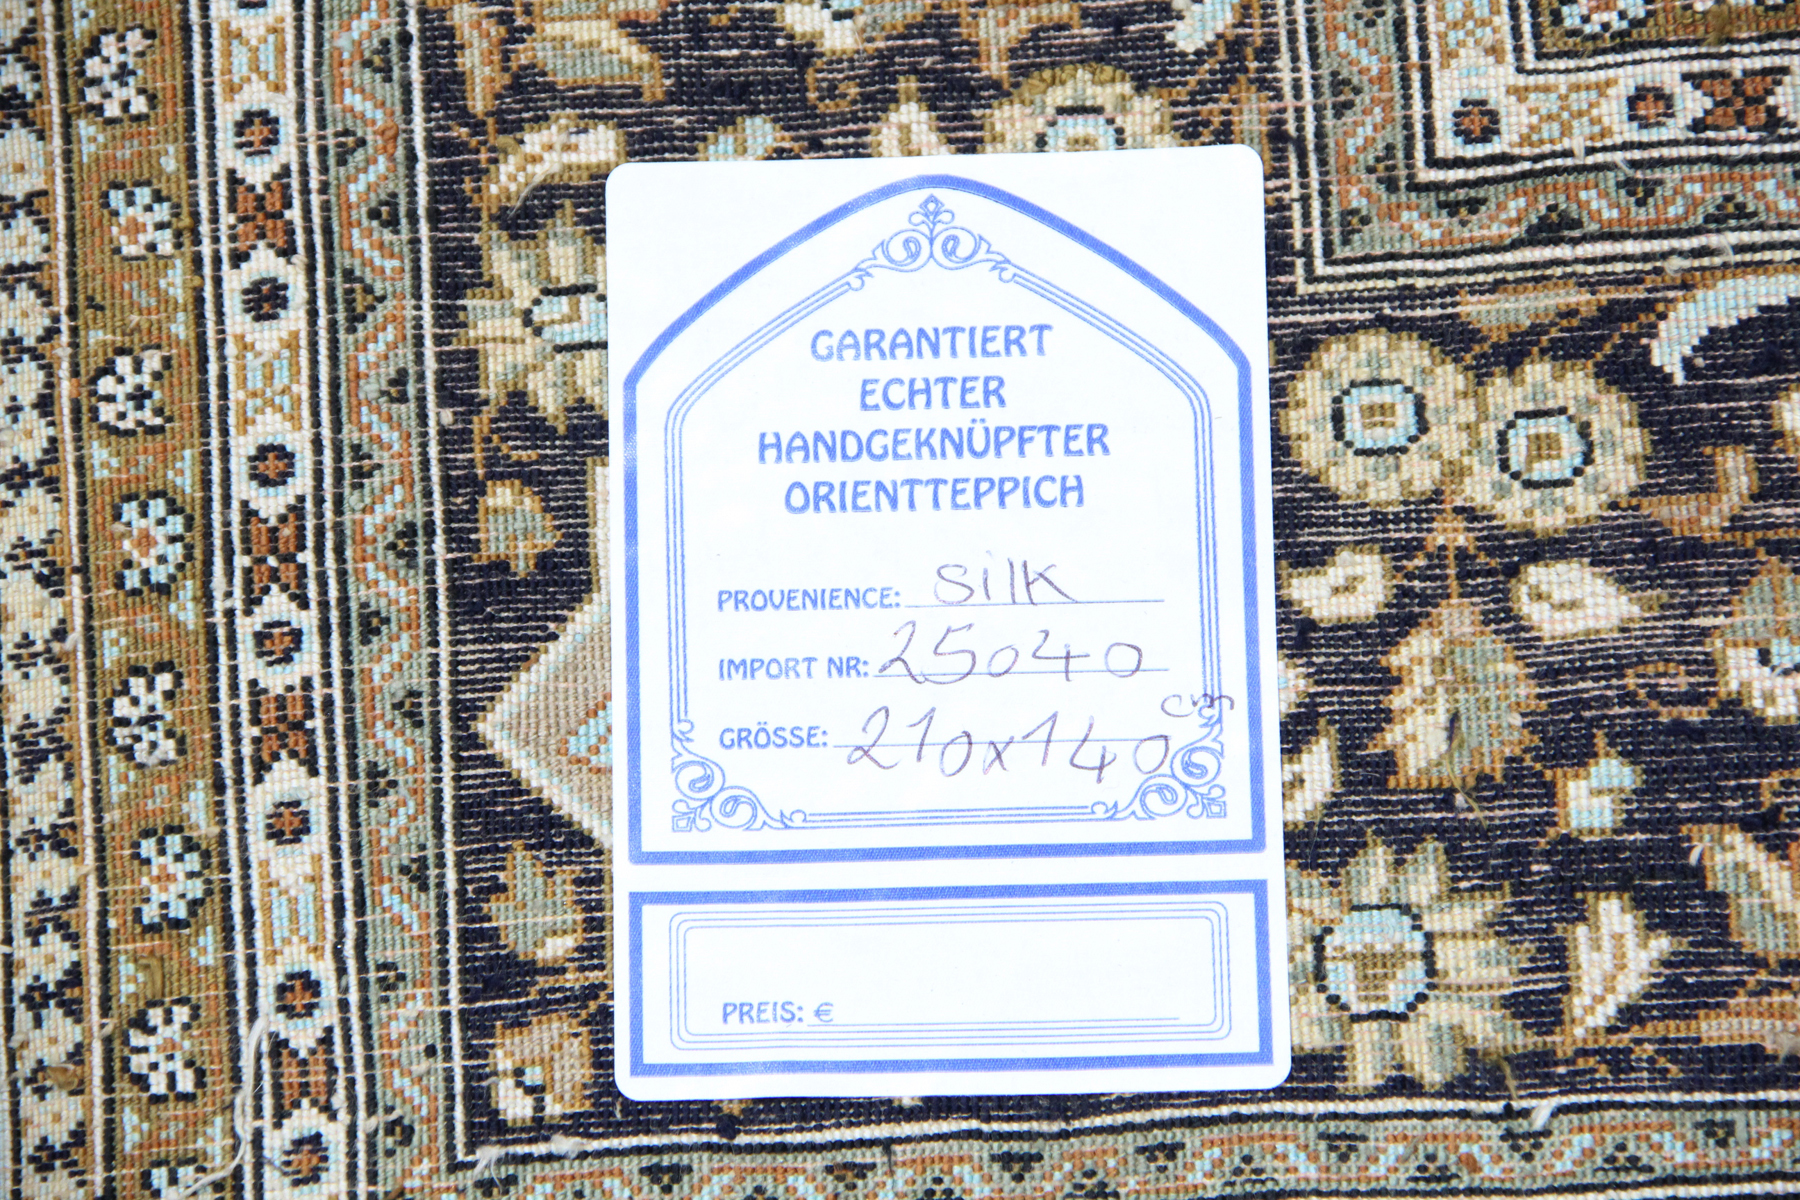 GARANTIERT
ECHTER
HANDGEKNÜPFTER
ORIENTTEPPICH
PROVENIENCE: Silk
IMPORT NR: 25040
GRÖSSE: 210x140 cm
PREIS: €